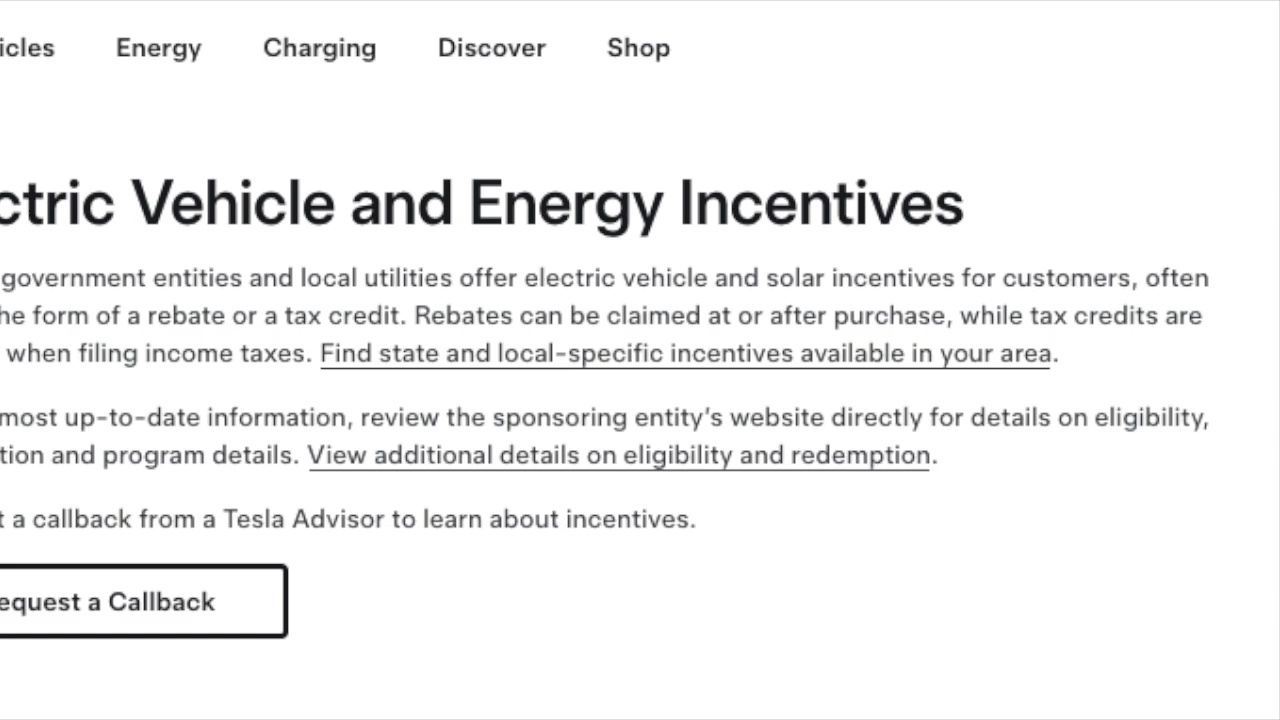 icles Energy Charging Discover Shop
ctric Vehicle and Energy Incentives
government entities and local utilities offer electric vehicle and solar incentives for customers, often
he form of a rebate or a tax credit. Rebates can be claimed at or after purchase, while tax credits are
when filing income taxes. Find state and local-specific incentives available in your area.
most up-to-date information, review the sponsoring entity’s website directly for details on eligibility,
tion and program details. View additional details on eligibility and redemption.
t a callback from a Tesla Advisor to learn about incentives.
equest a Callback